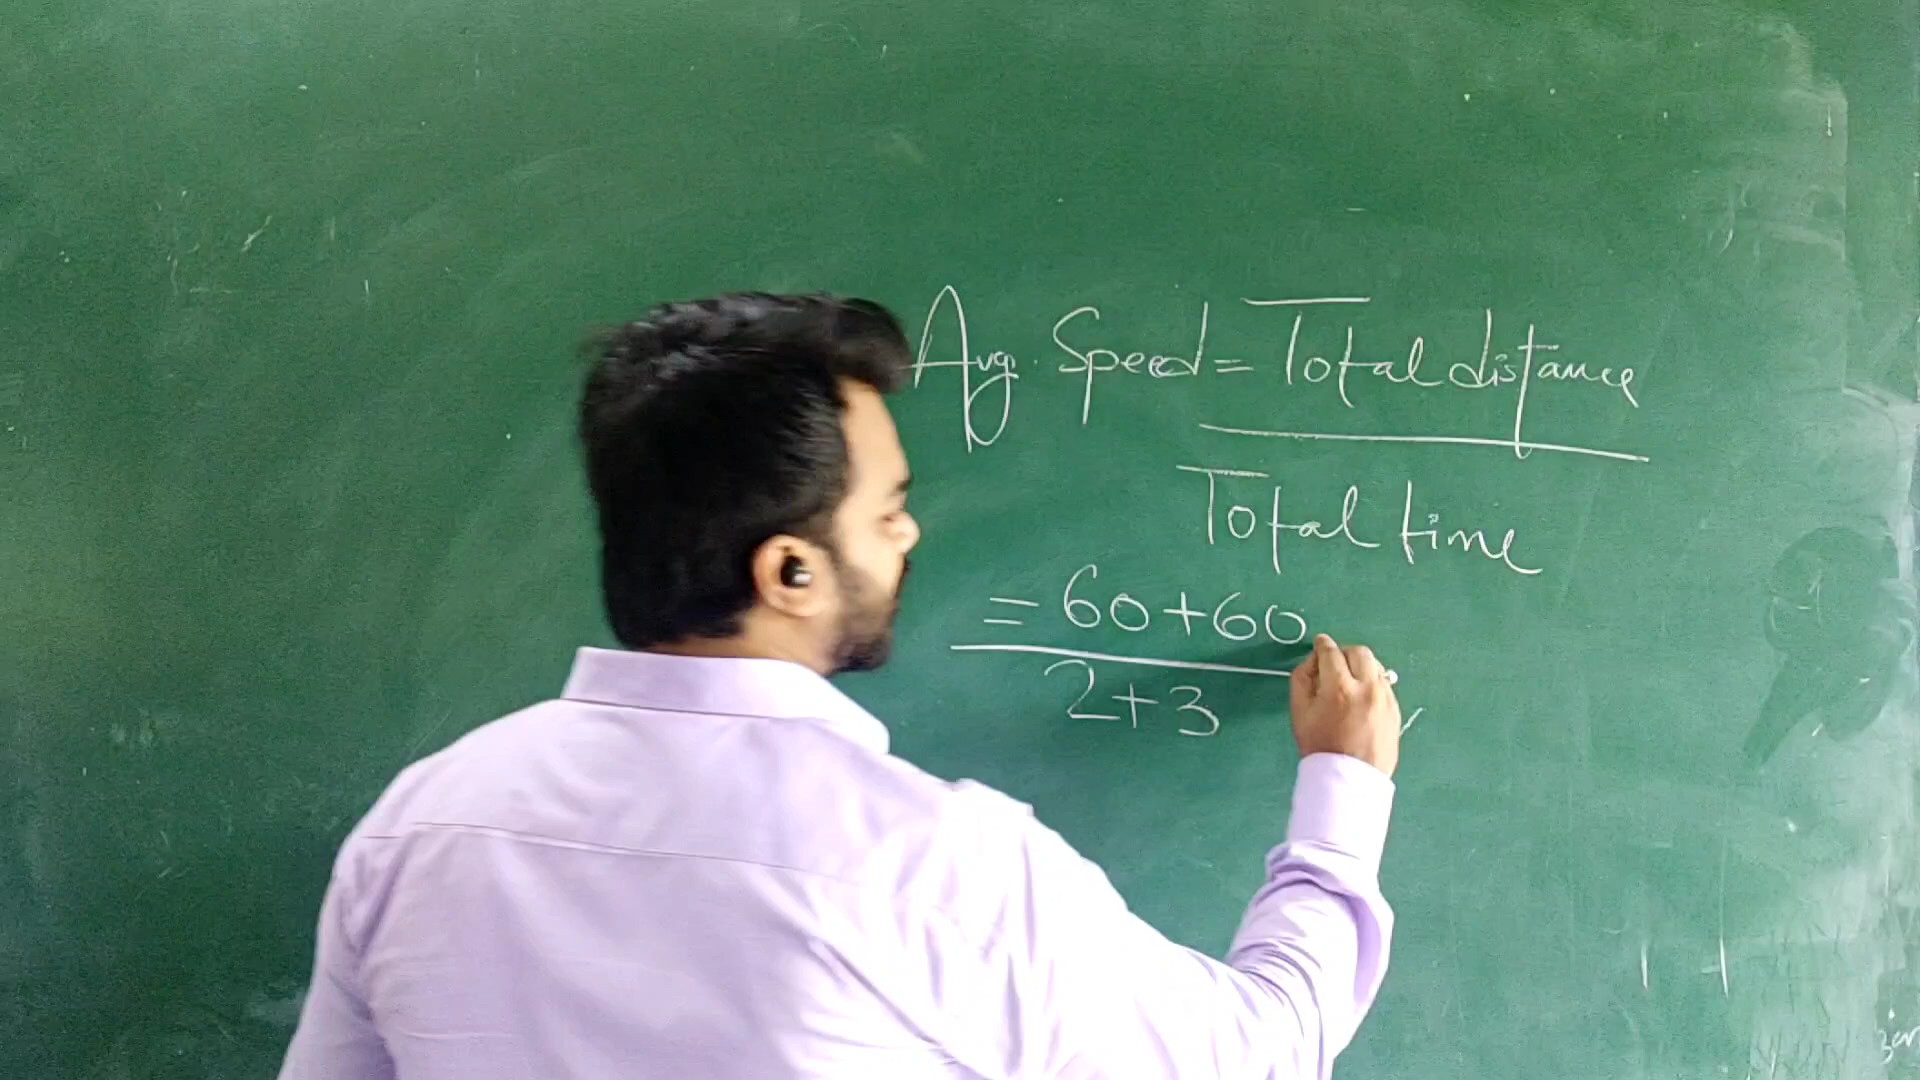 Avg. Speed = Total distance
Total time
= 60+60
2+3